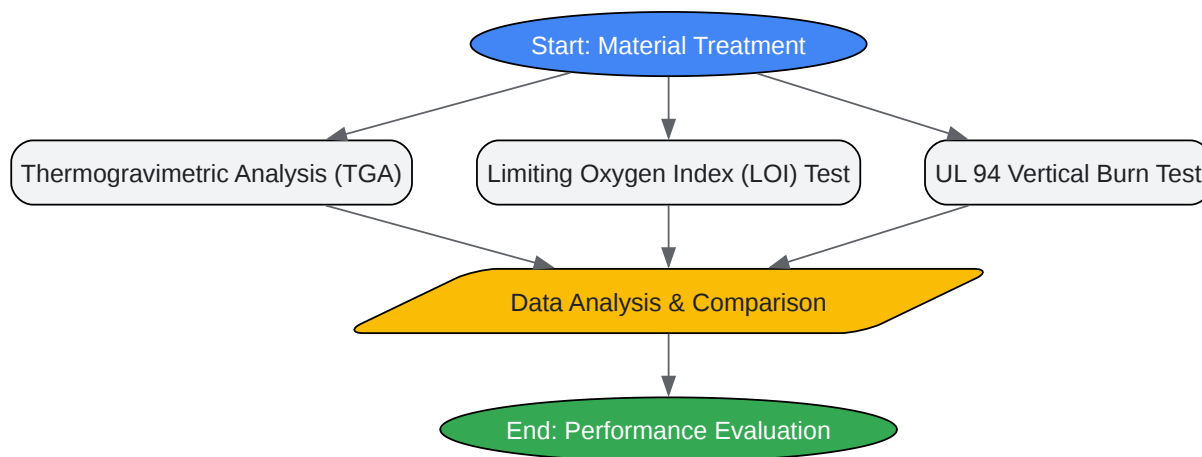 Start: Material Treatment
Thermogravimetric Analysis (TGA)
Limiting Oxygen Index (LOI) Test
UL 94 Vertical Burn Test
Data Analysis & Comparison
End: Performance Evaluation